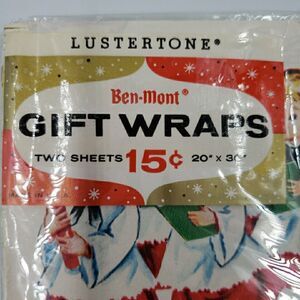 LUSTERTONE®
Ben-Mont®
GIFT WRAPS
TWO SHEETS 15¢ 20" x 30"